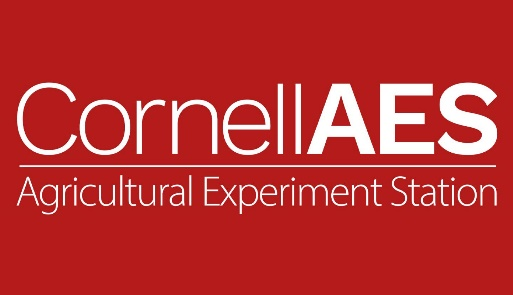 CornellAES
Agricultural Experiment Station